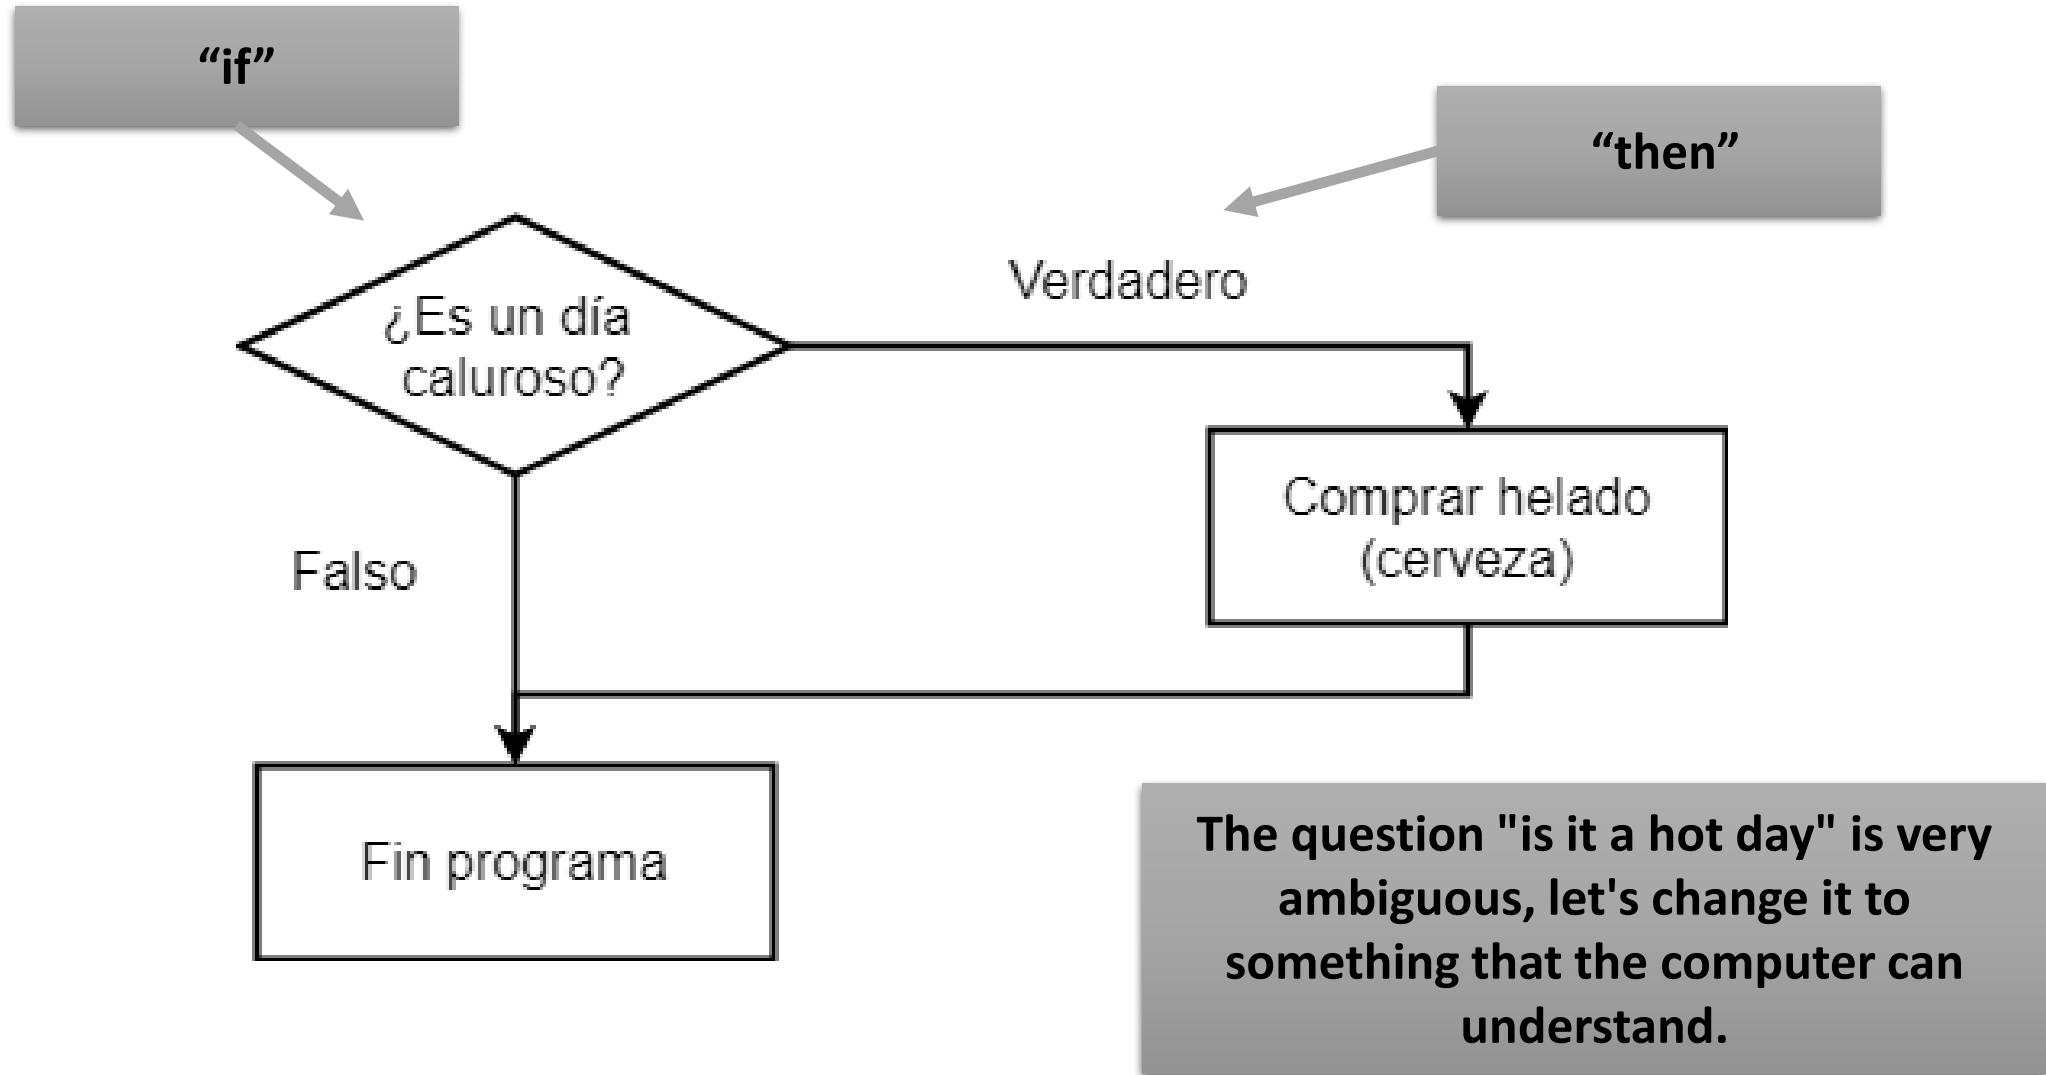 “if”
“then”
¿Es un día
caluroso?
Verdadero
Comprar helado
(cerveza)
Falso
Fin programa
The question "is it a hot day" is very
ambiguous, let's change it to
something that the computer can
understand.